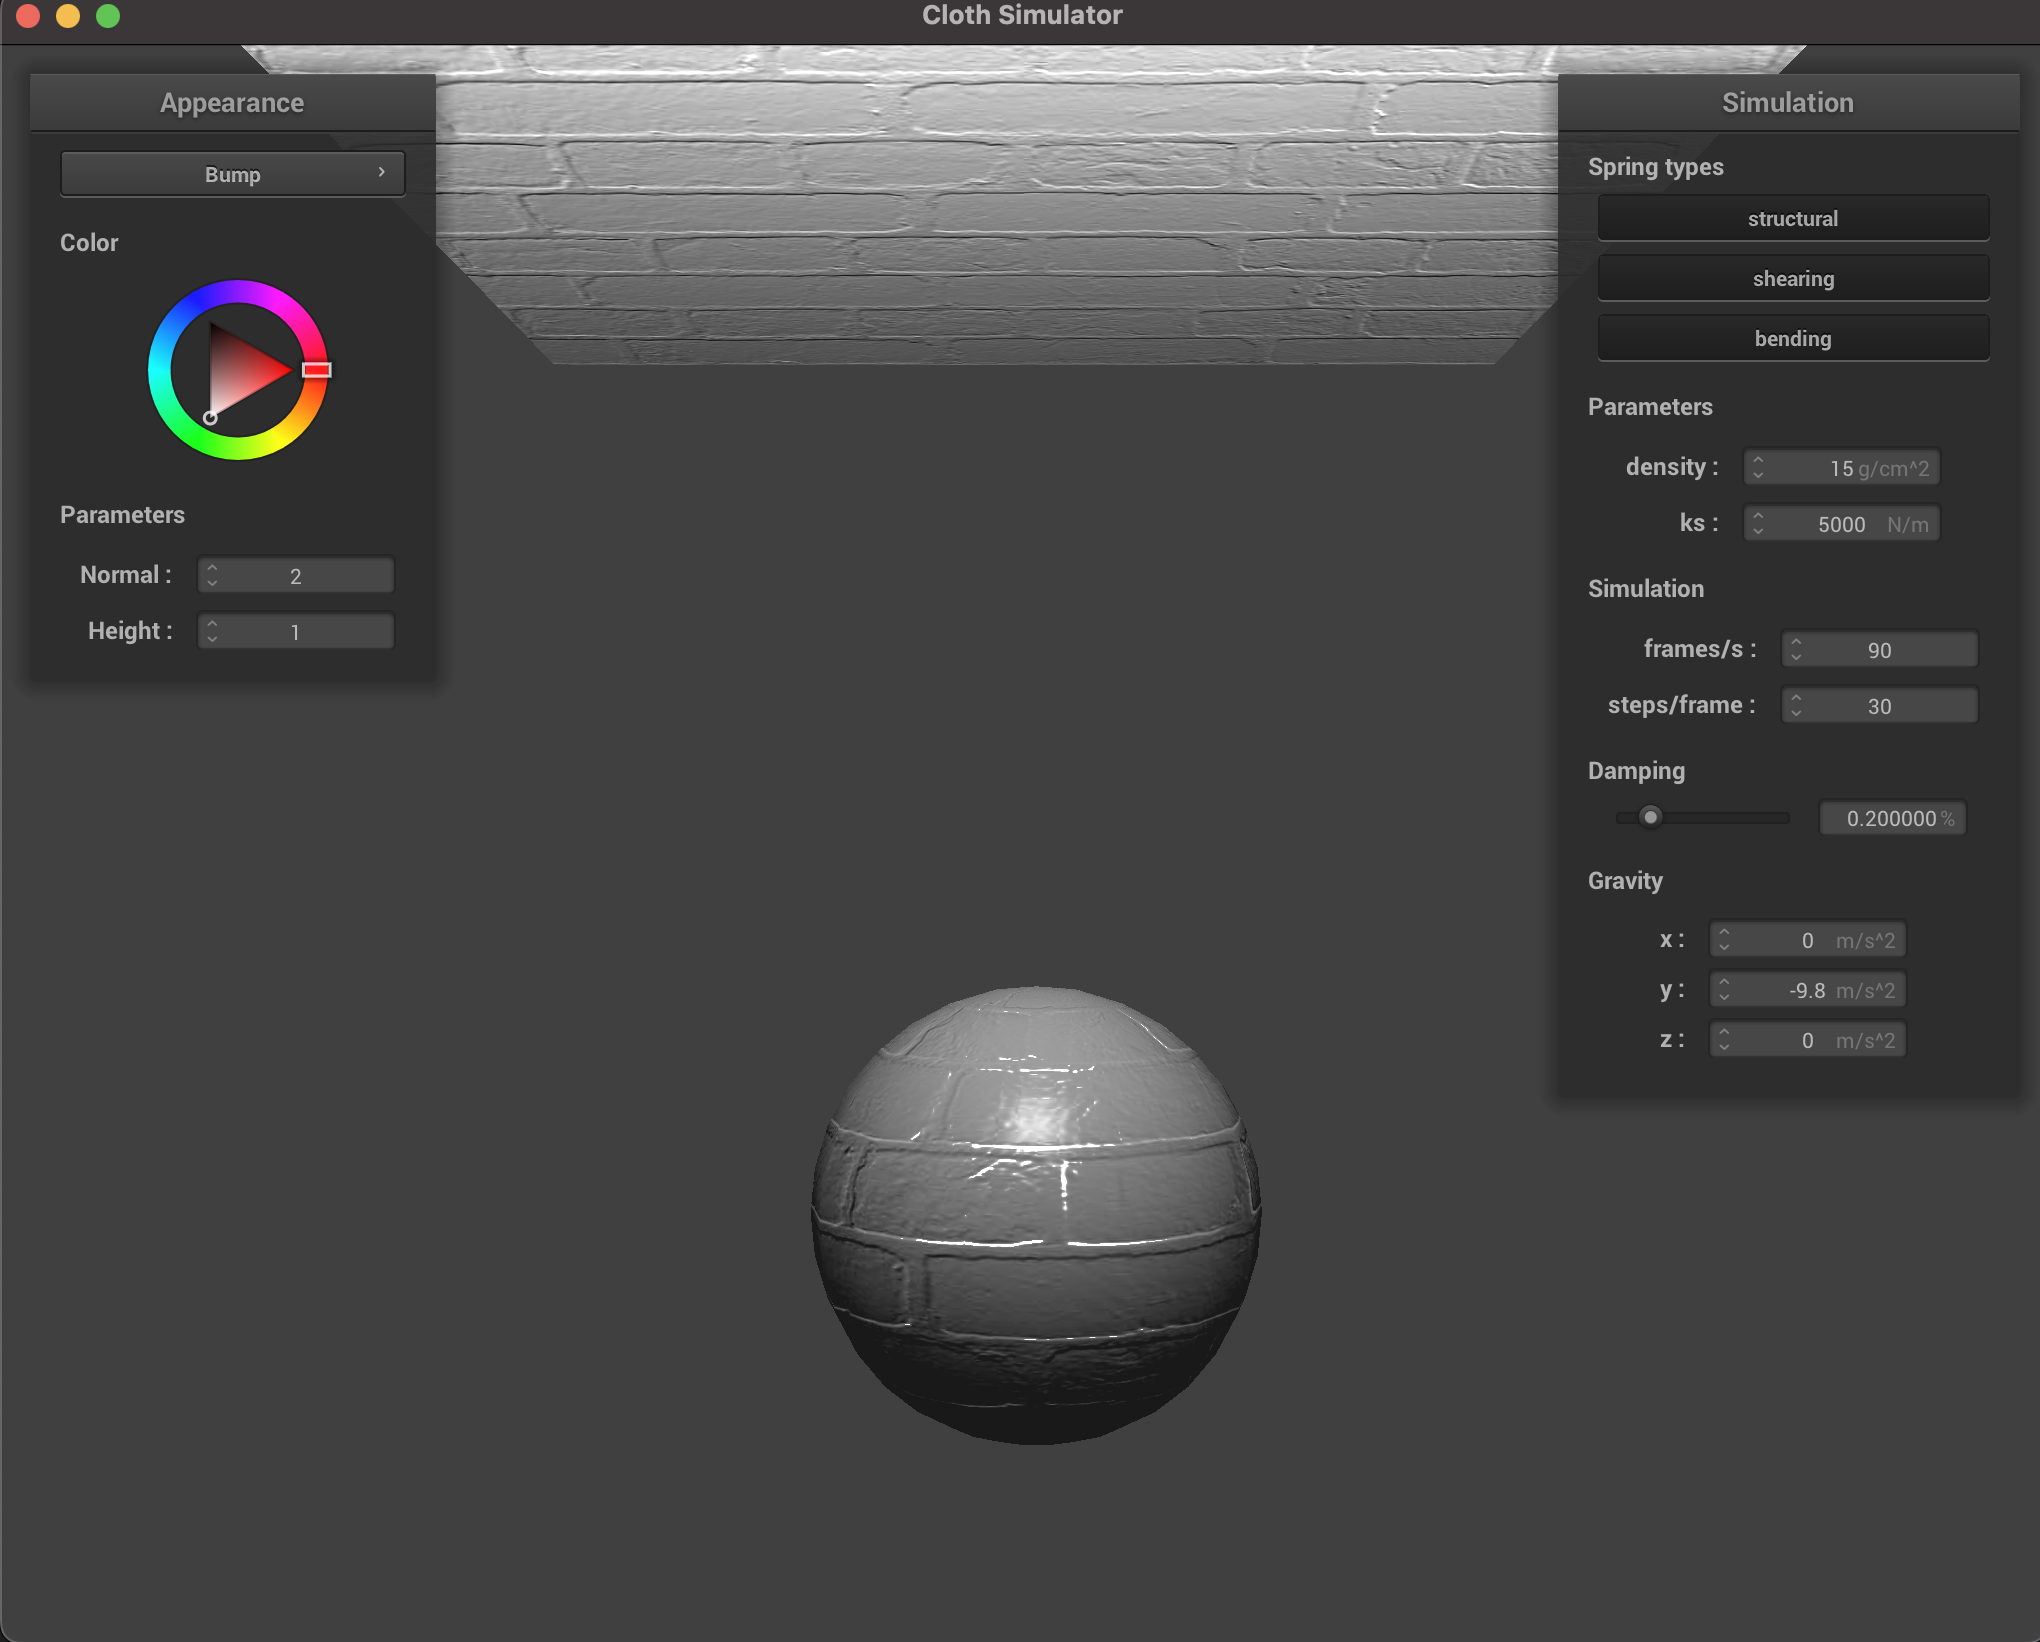 Cloth Simulator
Appearance
Bump
Color
Parameters
Normal : 2
Height : 1
Simulation
Spring types
structural
shearing
bending
Parameters
density : 15 g/cm^2
ks : 5000 N/m
Simulation
frames/s : 90
steps/frame : 30
Damping
0.200000 %
Gravity
x : 0 m/s^2
y : -9.8 m/s^2
z : 0 m/s^2